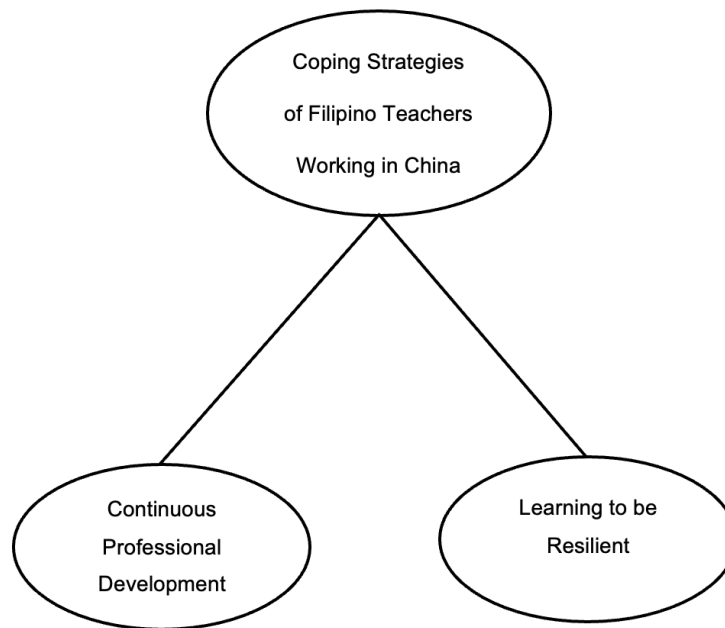 Coping Strategies
of Filipino Teachers
Working in China
Continuous
Professional
Development
Learning to be
Resilient